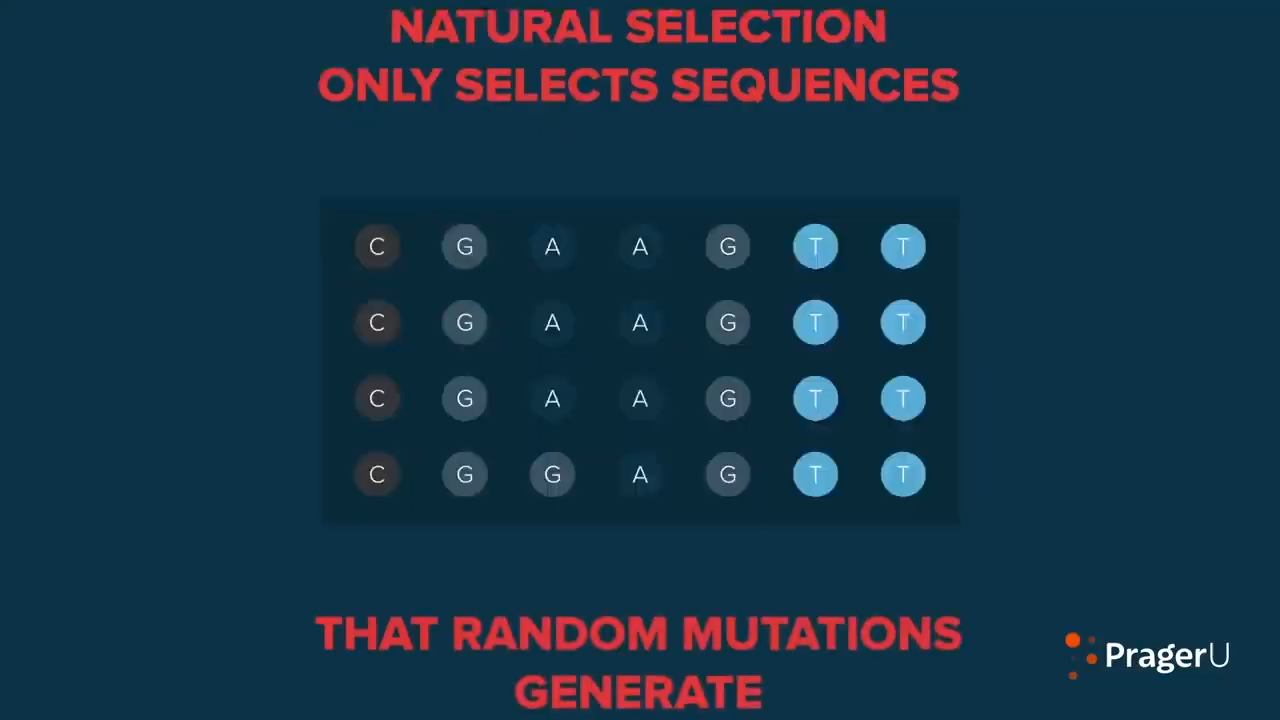 NATURAL SELECTION
ONLY SELECTS SEQUENCES
C G A A G T T
C G A A G T T
C G A A G T T
C G G A G T T
THAT RANDOM MUTATIONS
GENERATE
PragerU